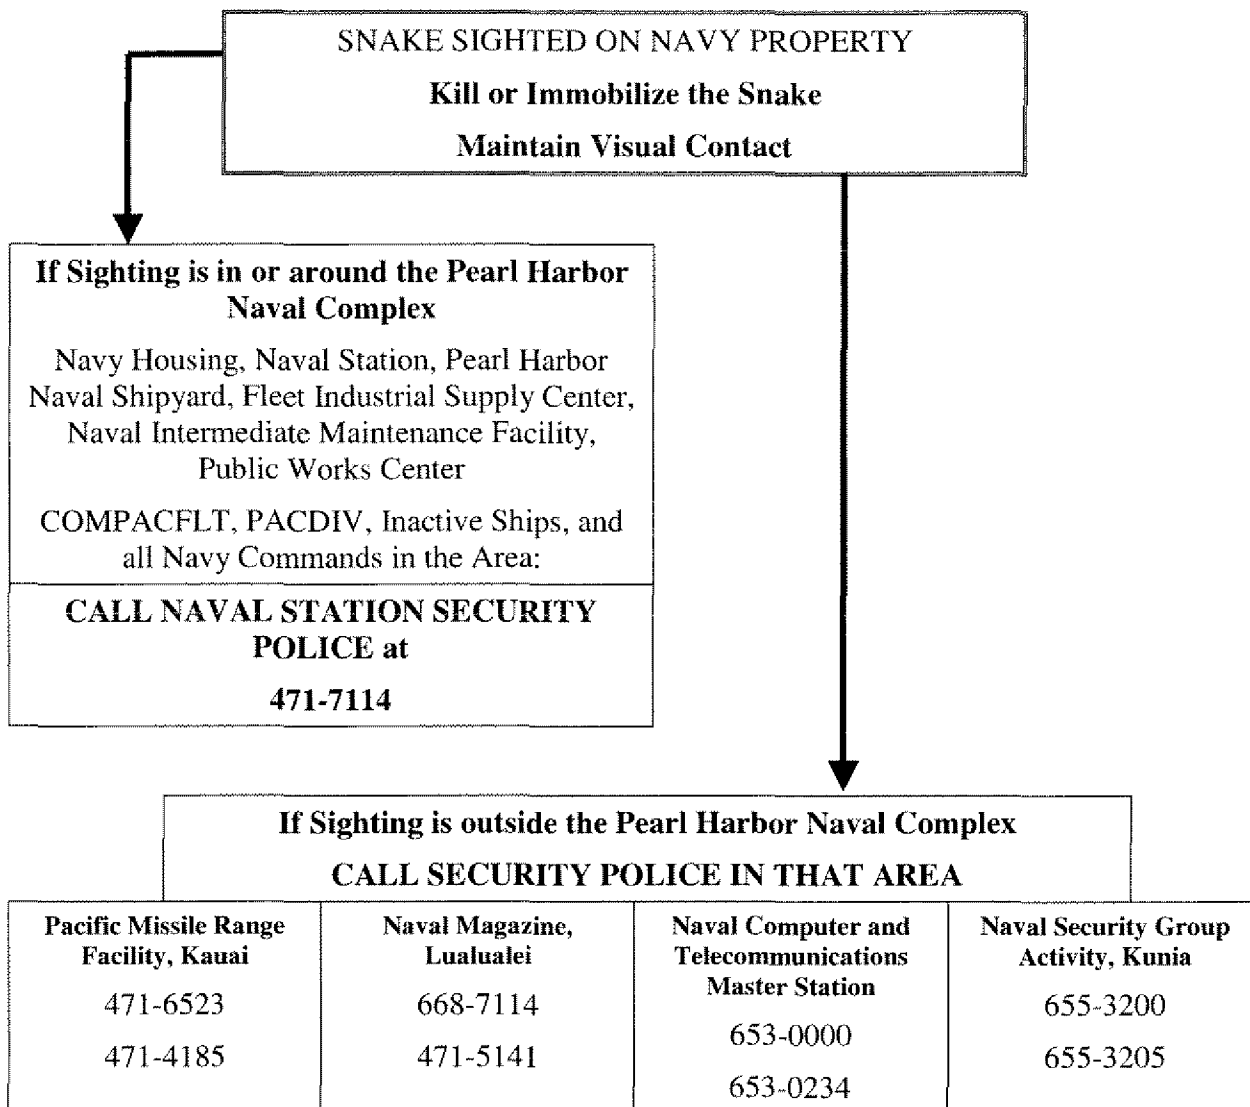 SNAKE SIGHTED ON NAVY PROPERTY
Kill or Immobilize the Snake
Maintain Visual Contact
If Sighting is in or around the Pearl Harbor
Naval Complex
Navy Housing, Naval Station, Pearl Harbor
Naval Shipyard, Fleet Industrial Supply Center,
Naval Intermediate Maintenance Facility,
Public Works Center
COMPACFLT, PACDIV, Inactive Ships, and
all Navy Commands in the Area:
CALL NAVAL STATION SECURITY
POLICE at
471-7114
If Sighting is outside the Pearl Harbor Naval Complex
CALL SECURITY POLICE IN THAT AREA
Pacific Missile Range
Facility, Kauai
471-6523
471-4185
Naval Magazine,
Lualualei
668-7114
471-5141
Naval Computer and
Telecommunications
Master Station
653-0000
653-0234
Naval Security Group
Activity, Kunia
655-3200
655-3205